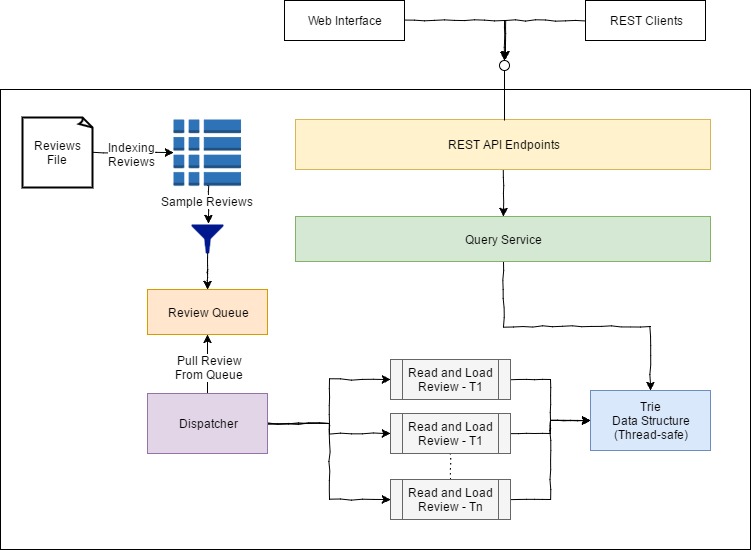 Web Interface
REST Clients
REST API Endpoints
Reviews
File
Indexing
Reviews
Sample Reviews
Query Service
Review Queue
Pull Review
From Queue
Dispatcher
Read and Load
Review - T1
Read and Load
Review - T1
Read and Load
Review - Tn
Trie
Data Structure
(Thread-safe)